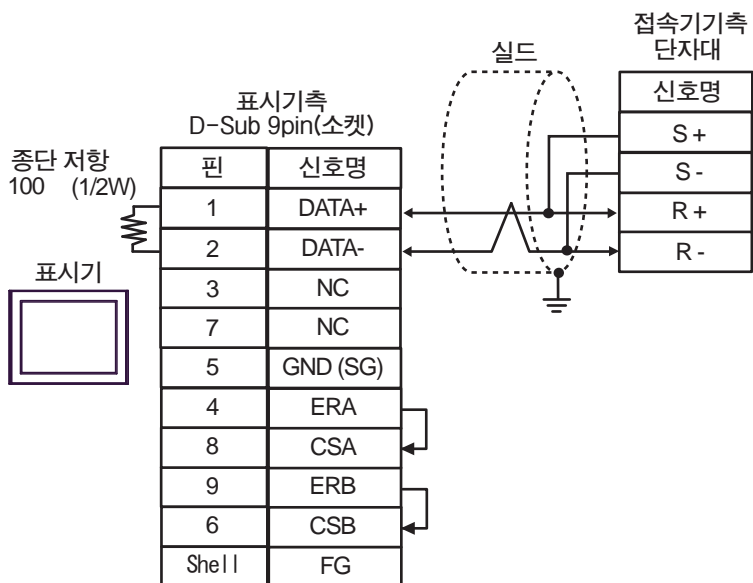 접속기기측
단자대
실드
신호명
S +
S -
R +
R -
표시기측
D-Sub 9pin(소켓)
종단 저항
100 (1/2W)
표시기
핀 신호명
1 DATA+
2 DATA-
3 NC
7 NC
5 GND (SG)
4 ERA
8 CSA
9 ERB
6 CSB
Shell FG